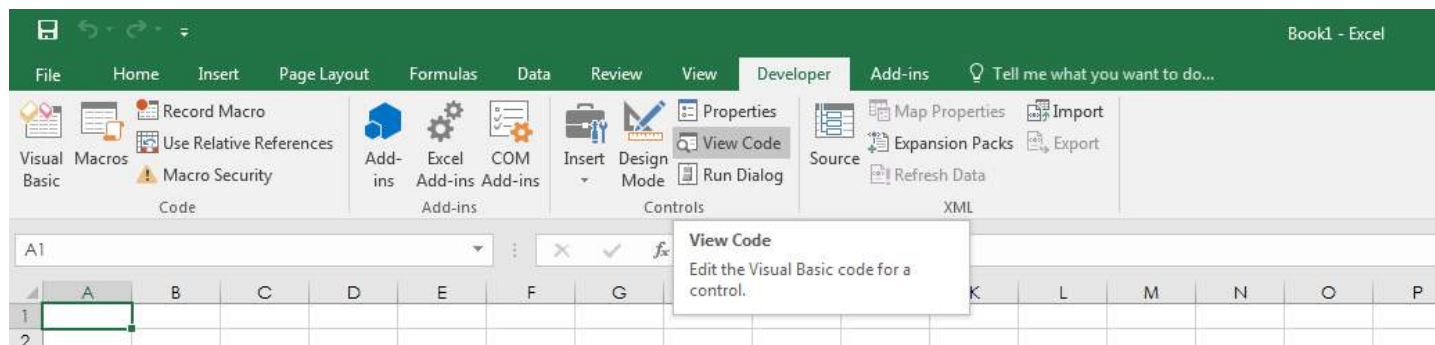 Book1 - Excel
File Home Insert Page Layout Formulas Data Review View Developer Add-ins Tell me what you want to do...
Visual Basic
Macros
Record Macro
Use Relative References
Macro Security
Code
Add-ins
Excel Add-ins
COM Add-ins
Add-ins
Insert
Design Mode
Properties
View Code
Run Dialog
Controls
Source
Map Properties
Expansion Packs
Refresh Data
Import
Export
XML
A1
fx
View Code
Edit the Visual Basic code for a
control.
A B C D E F G K L M N O P
1
2